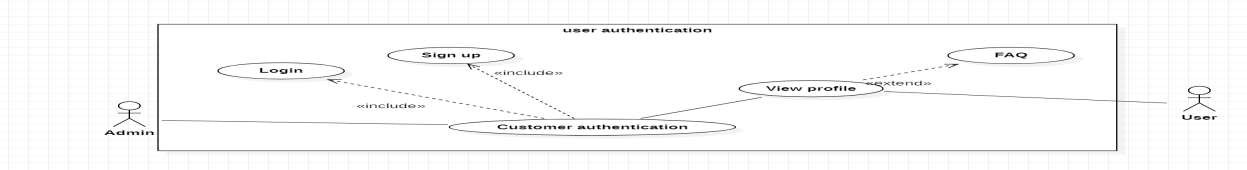 user authentication
Sign up
FAQ
Login
«include»
«extend»
View profile
«include»
User
Customer authentication
Admin